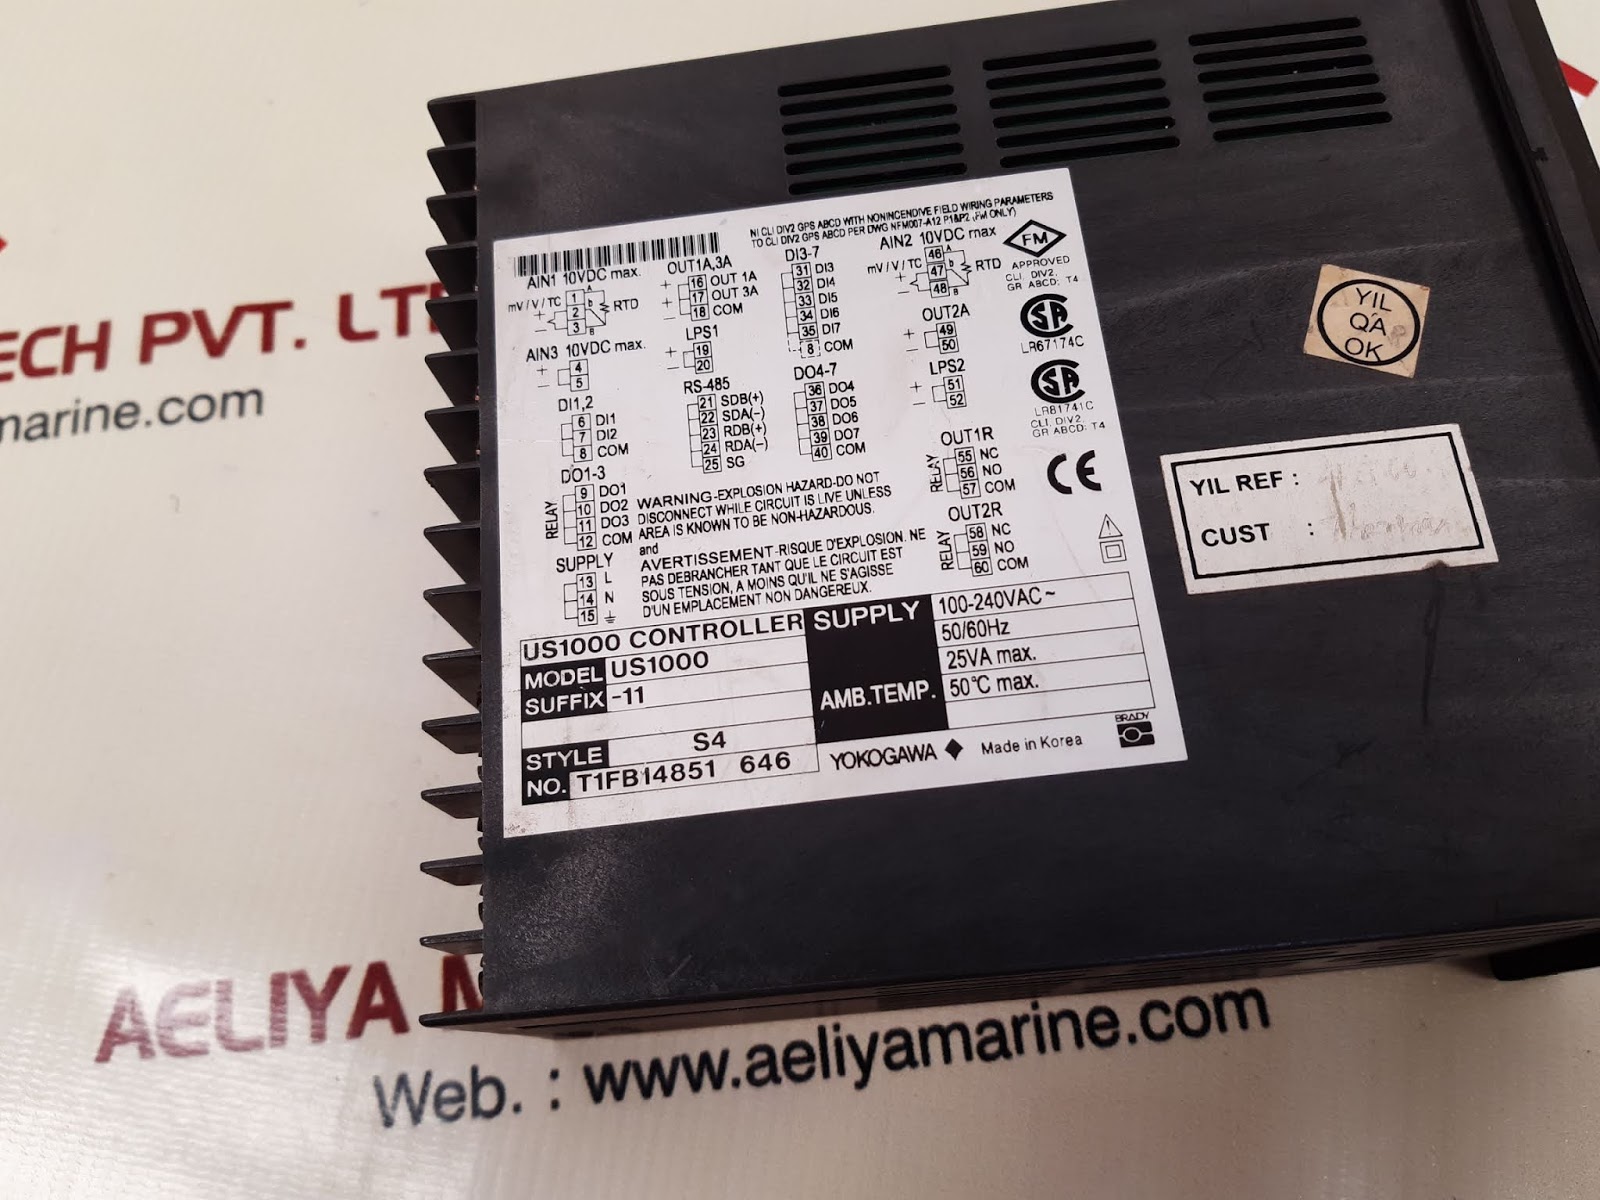 ECH PVT. LT
marine.com
NI CLI DIV2 GPS ABCD WITH NONINCENDIVE FIELD WIRING PARAMETERS
TO CLI DIV2 GPS ABCD PER DWG NFM007-A12 P1&P2 (FM ONLY)
AIN1 10VDC max.
mV / V / TC
+
−
1
2
3
A
b
B
RTD
AIN3 10VDC max.
+ 4
− 5
DI1,2
6 DI1
7 DI2
8 COM
DO1-3
RELAY
9 DO1
10 DO2
11 DO3
12 COM
SUPPLY
13 L
14 N
15
OUT1A,3A
+ 16 OUT 1A
+ 17 OUT 3A
− 18 COM
LPS1
+ 19
− 20
RS-485
21 SDB(+)
22 SDA(−)
23 RDB(+)
24 RDA(−)
25 SG
DI3-7
31 DI3
32 DI4
33 DI5
34 DI6
35 DI7
8 COM
DO4-7
36 DO4
37 DO5
38 DO6
39 DO7
40 COM
AIN2 10VDC max
mV / V / TC
+
−
46
47
48
A
b
B
RTD
OUT2A
+ 49
− 50
LPS2
+ 51
− 52
OUT1R
RELAY
55 NC
56 NO
57 COM
OUT2R
RELAY
58 NC
59 NO
60 COM
FM
APPROVED
CLI, DIV2,
GR ABCD; T4
SA
LR67174C
SA
LR81741C
CLI, DIV2,
GR ABCD; T4
CE
WARNING-EXPLOSION HAZARD-DO NOT
DISCONNECT WHILE CIRCUIT IS LIVE UNLESS
AREA IS KNOWN TO BE NON-HAZARDOUS.
and
AVERTISSEMENT-RISQUE D'EXPLOSION. NE
PAS DEBRANCHER TANT QUE LE CIRCUIT EST
SOUS TENSION, A MOINS QU'IL NE S'AGISSE
D'UN EMPLACEMENT NON DANGEREUX.
US1000 CONTROLLER
MODEL US1000
SUFFIX -11
STYLE S4
NO. T1FB14851 646
SUPPLY
100-240VAC~
50/60Hz
25VA max.
AMB.TEMP. 50°C max.
YOKOGAWA Made in Korea
BRADY
YIL
QA P
OK
YIL REF :
CUST :
AELIYA M
Web. : www.aeliyamarine.com